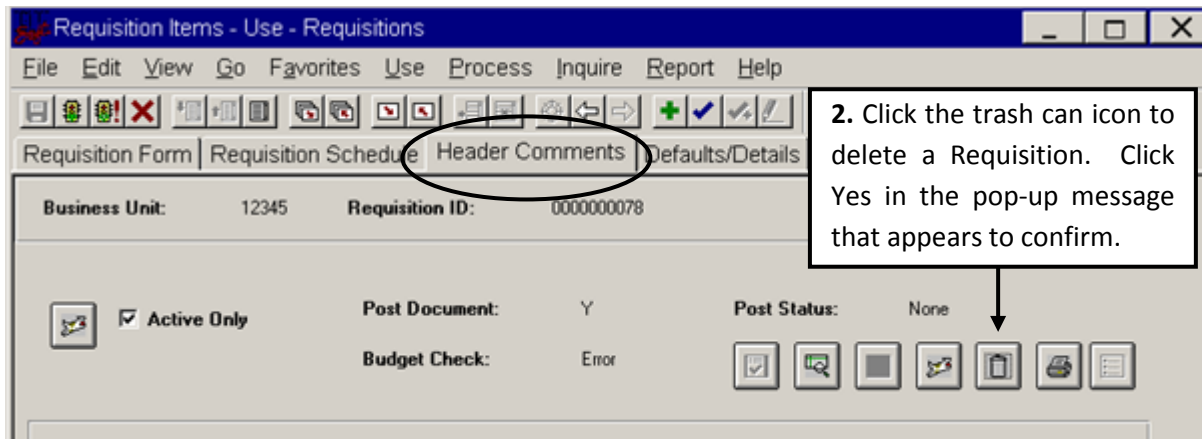 Requisition Items - Use - Requisitions
File Edit View Go Favorites Use Process Inquire Report Help
2. Click the trash can icon to
delete a Requisition. Click
Yes in the pop-up message
that appears to confirm.
Requisition Form Requisition Schedule Header Comments Defaults/Details
Business Unit: 12345 Requisition ID: 0000000078
Active Only Post Document: Y Post Status: None
Budget Check: Error